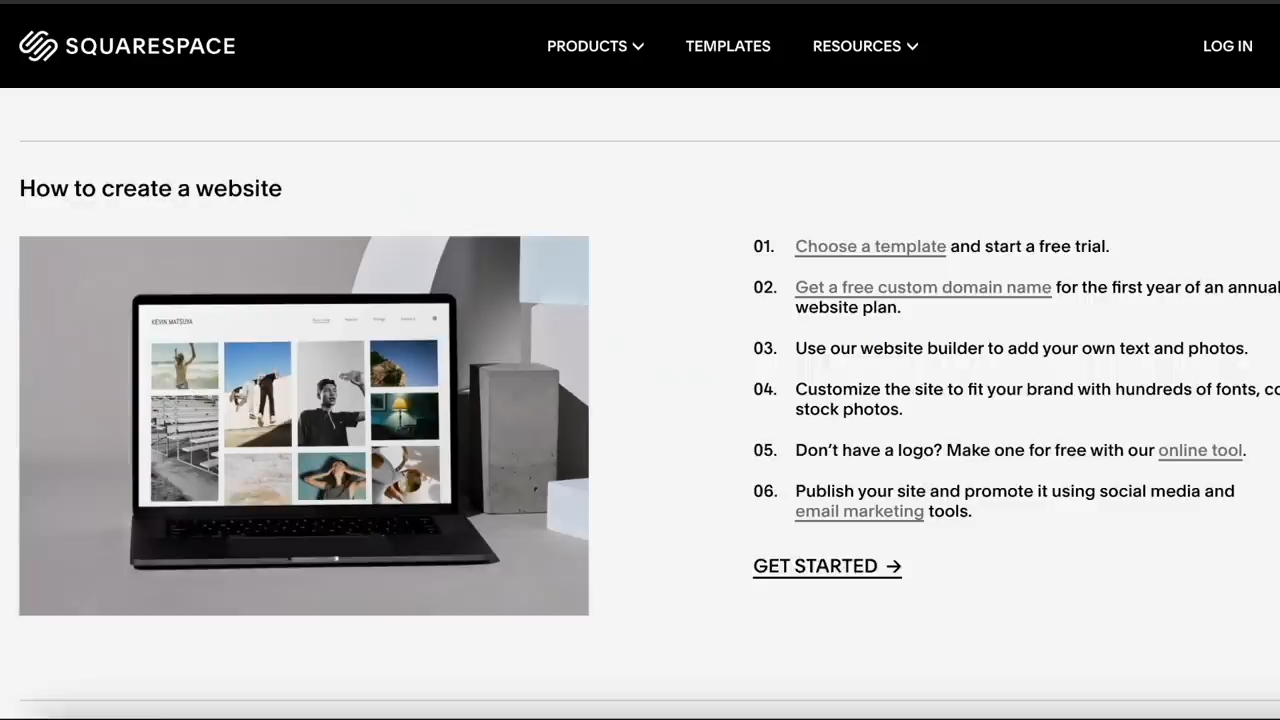 SQUARESPACE
PRODUCTS
TEMPLATES
RESOURCES
LOG IN
How to create a website
KEVIN MATSUYA
01. Choose a template and start a free trial.
02. Get a free custom domain name for the first year of an annual
website plan.
03. Use our website builder to add your own text and photos.
04. Customize the site to fit your brand with hundreds of fonts, co
stock photos.
05. Don’t have a logo? Make one for free with our online tool.
06. Publish your site and promote it using social media and
email marketing tools.
GET STARTED →